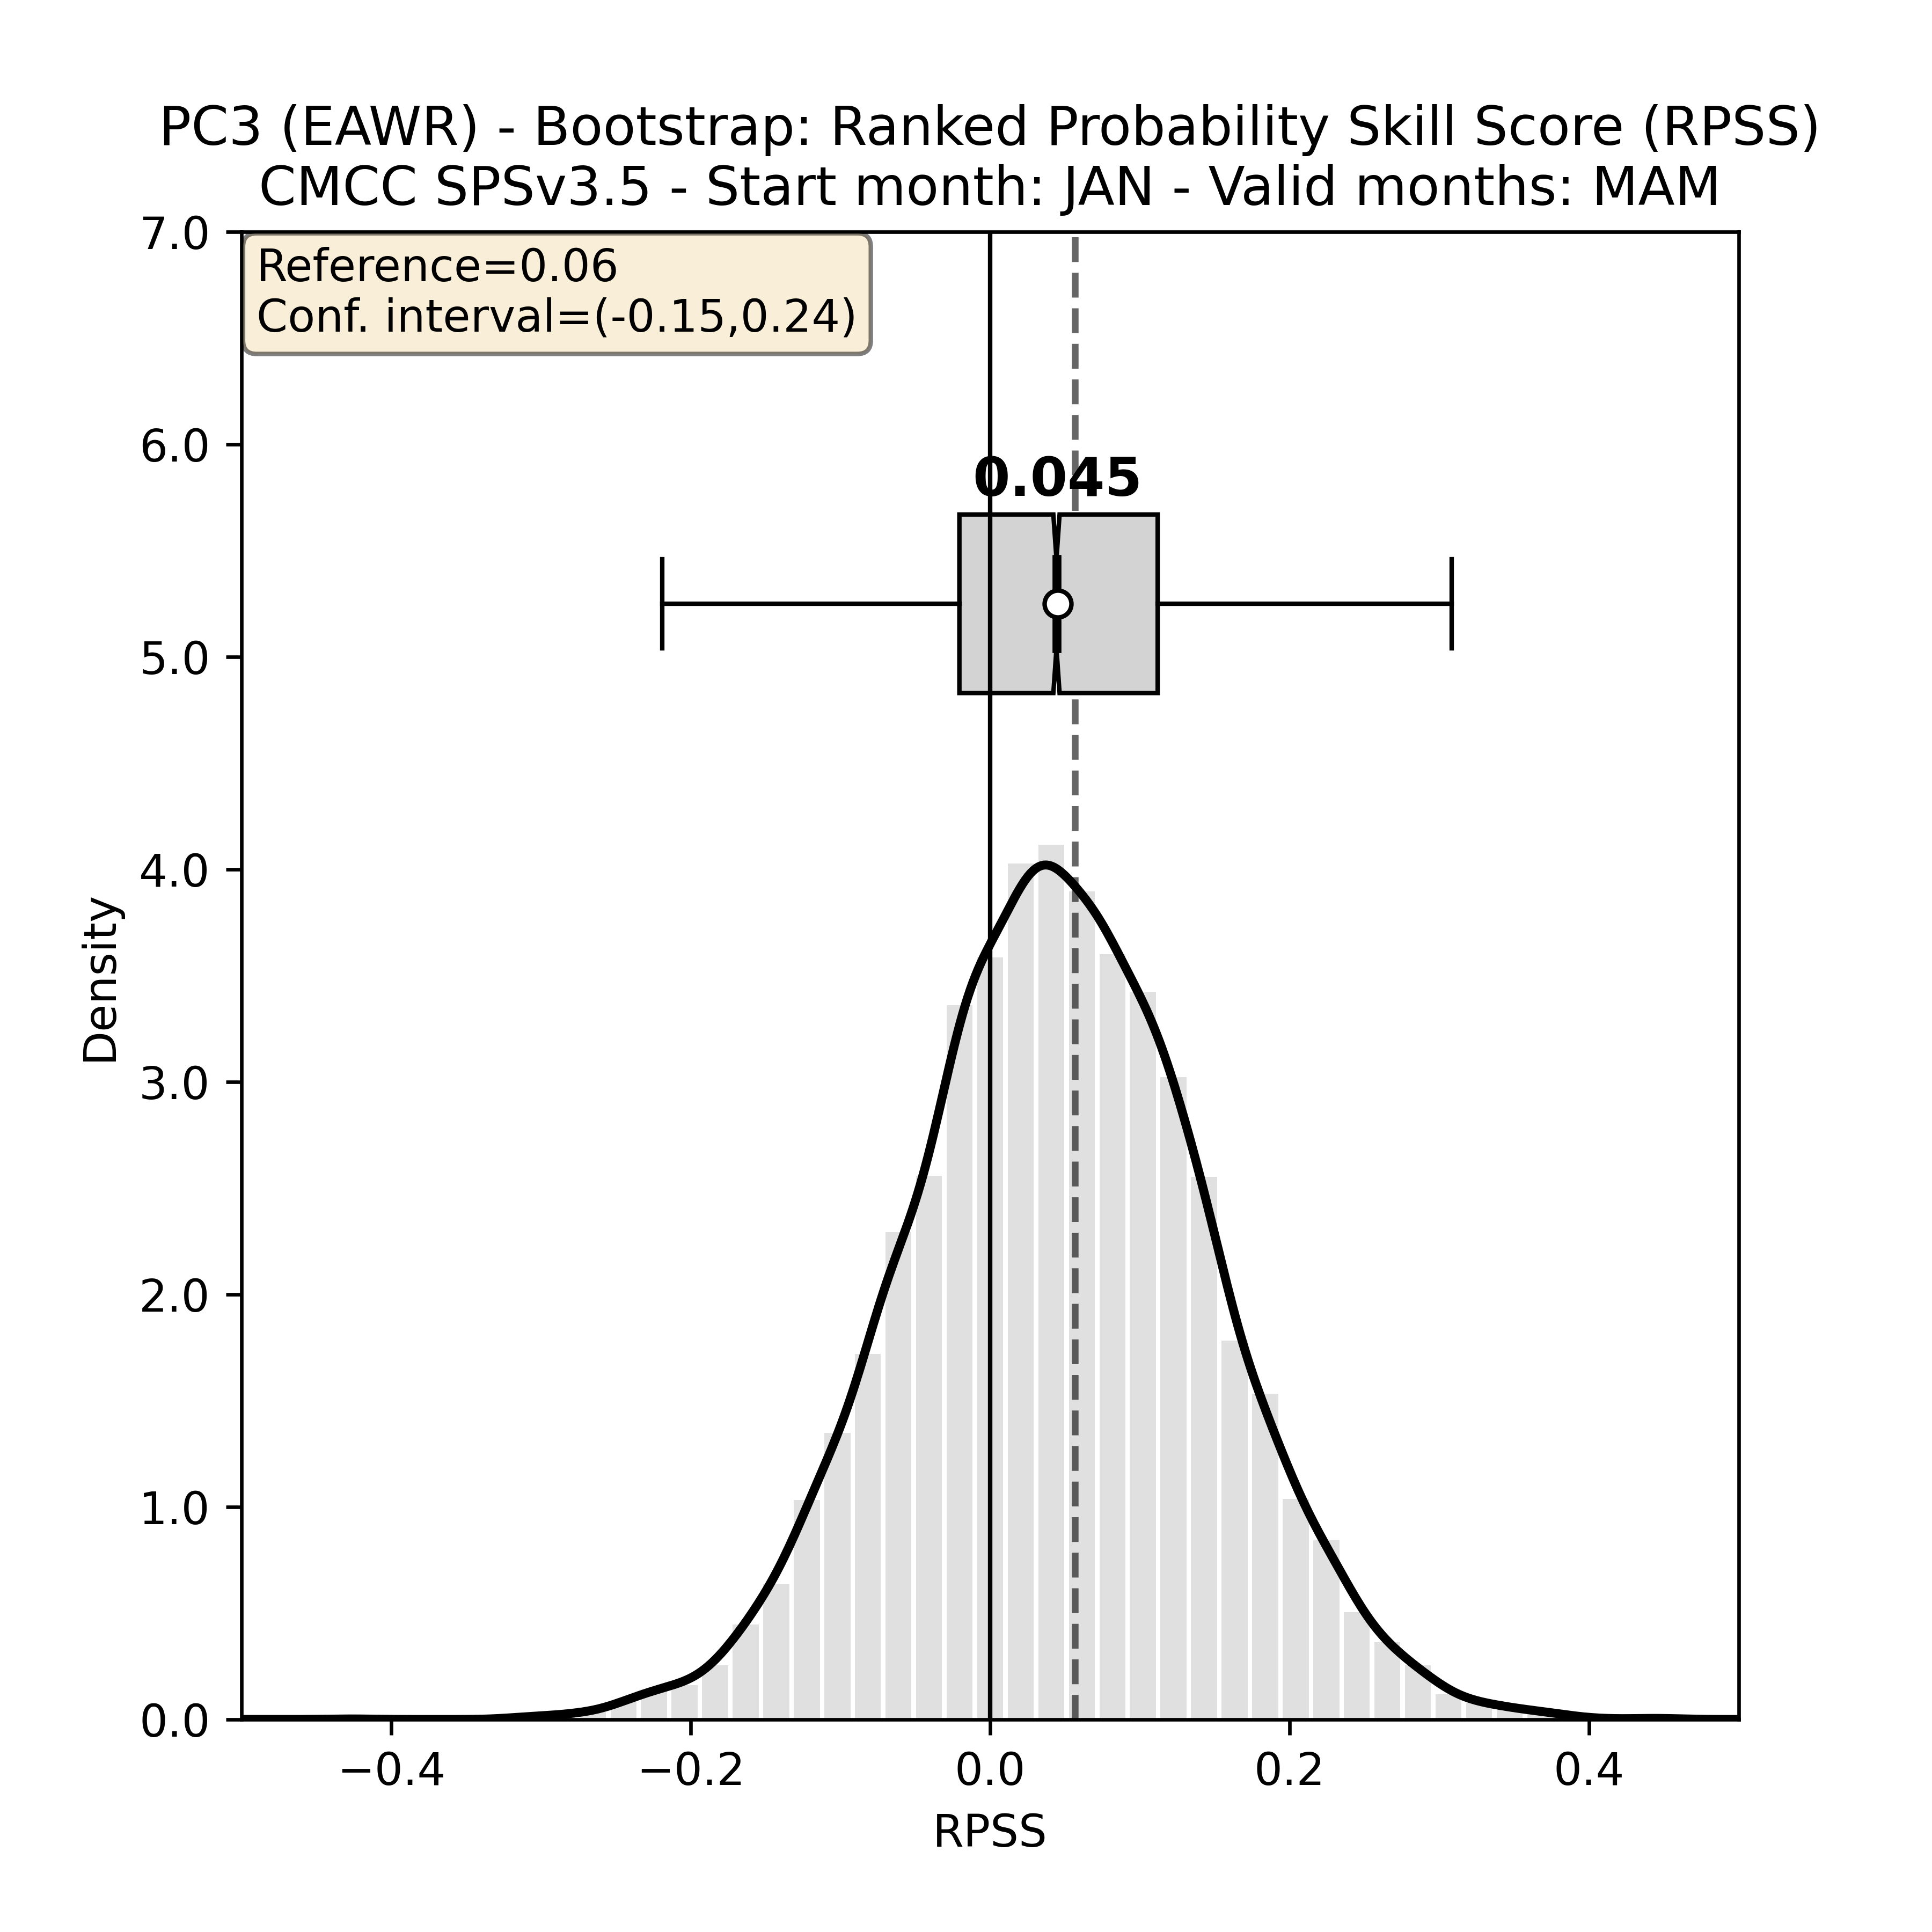 PC3 (EAWR) - Bootstrap: Ranked Probability Skill Score (RPSS)
CMCC SPSv3.5 - Start month: JAN - Valid months: MAM
Reference=0.06
Conf. interval=(-0.15,0.24)
0.045
7.0
6.0
5.0
4.0
3.0
2.0
1.0
0.0
Density
−0.4
−0.2
0.0
0.2
0.4
RPSS